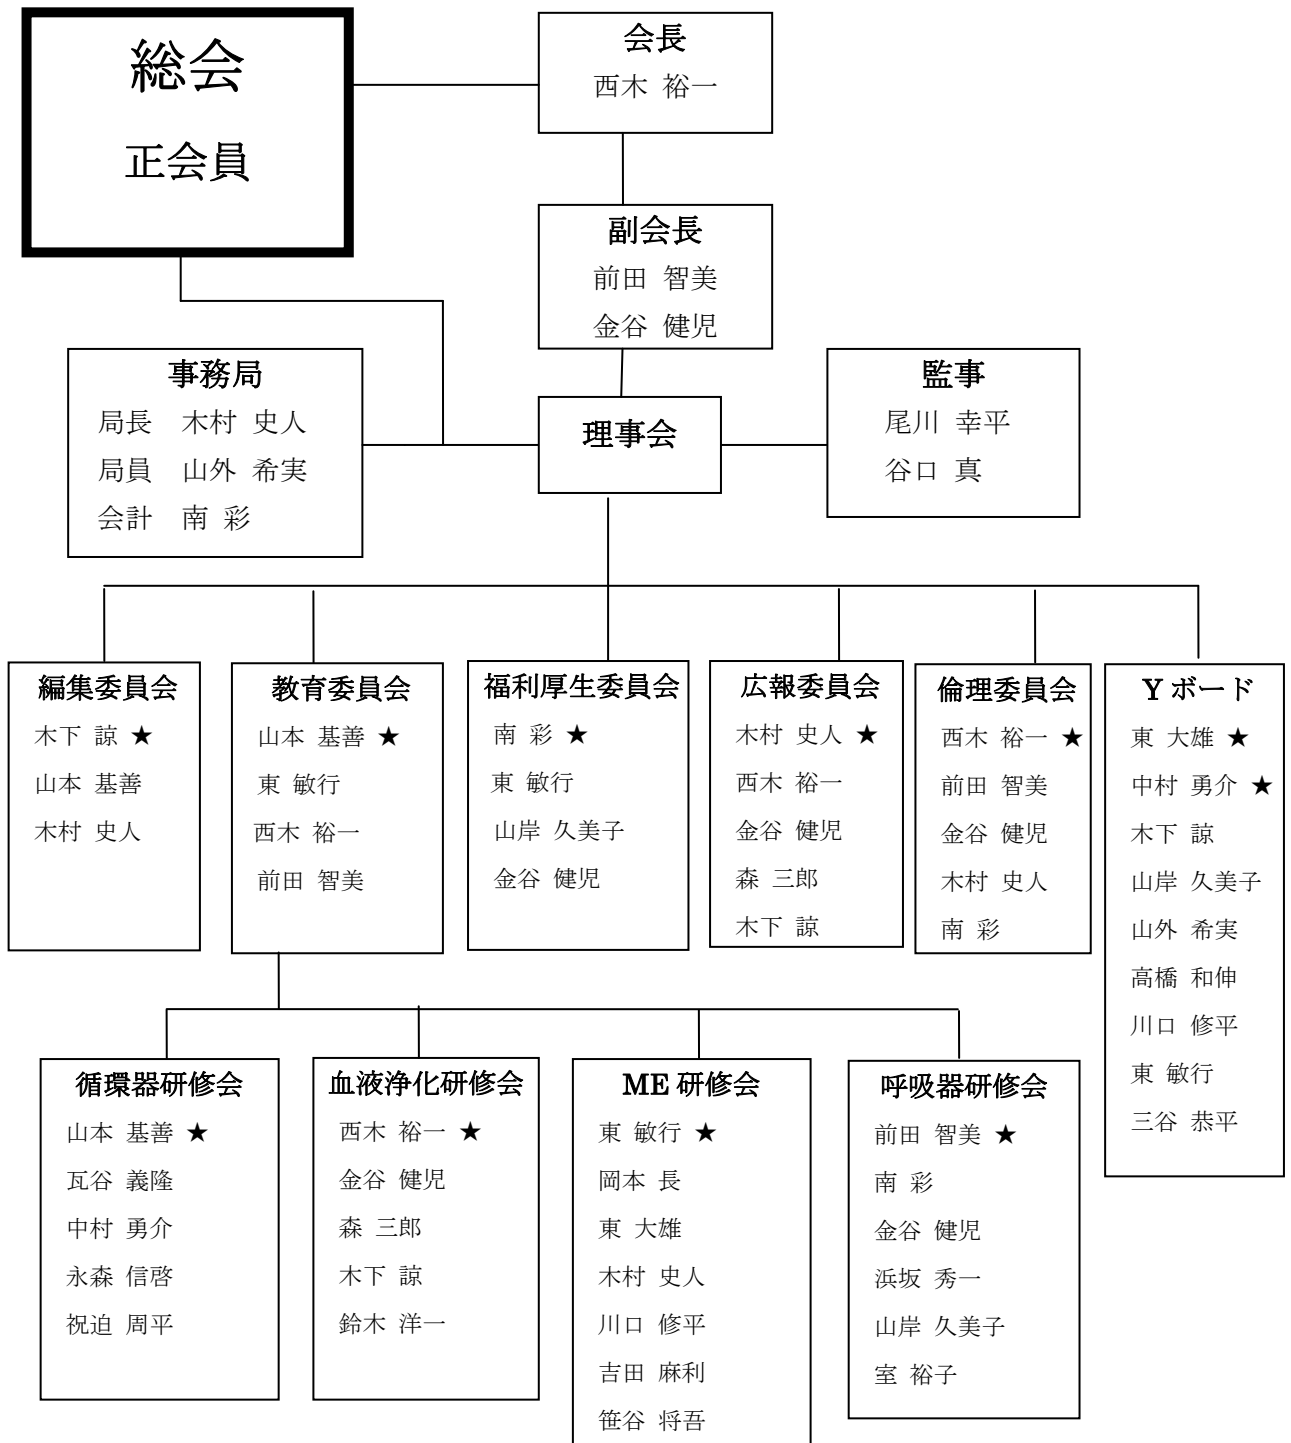 総会
正会員
会長
西木 裕一
副会長
前田 智美
金谷 健児
事務局
局長 木村 史人
局員 山外 希実
会計 南 彩
理事会
監事
尾川 幸平
谷口 真
編集委員会
木下 諒 ★
山本 基善
木村 史人
教育委員会
山本 基善 ★
東 敏行
西木 裕一
前田 智美
福利厚生委員会
南 彩 ★
東 敏行
山岸 久美子
金谷 健児
広報委員会
木村 史人 ★
西木 裕一
金谷 健児
森 三郎
木下 諒
倫理委員会
西木 裕一 ★
前田 智美
金谷 健児
木村 史人
南 彩
Y ボード
東 大雄 ★
中村 勇介 ★
木下 諒
山岸 久美子
山外 希実
高橋 和伸
川口 修平
東 敏行
三谷 恭平
循環器研修会
山本 基善 ★
瓦谷 義隆
中村 勇介
永森 信啓
祝迫 周平
血液浄化研修会
西木 裕一 ★
金谷 健児
森 三郎
木下 諒
鈴木 洋一
ME 研修会
東 敏行 ★
岡本 長
東 大雄
木村 史人
川口 修平
吉田 麻利
笹谷 将吾
呼吸器研修会
前田 智美 ★
南 彩
金谷 健児
浜坂 秀一
山岸 久美子
室 裕子